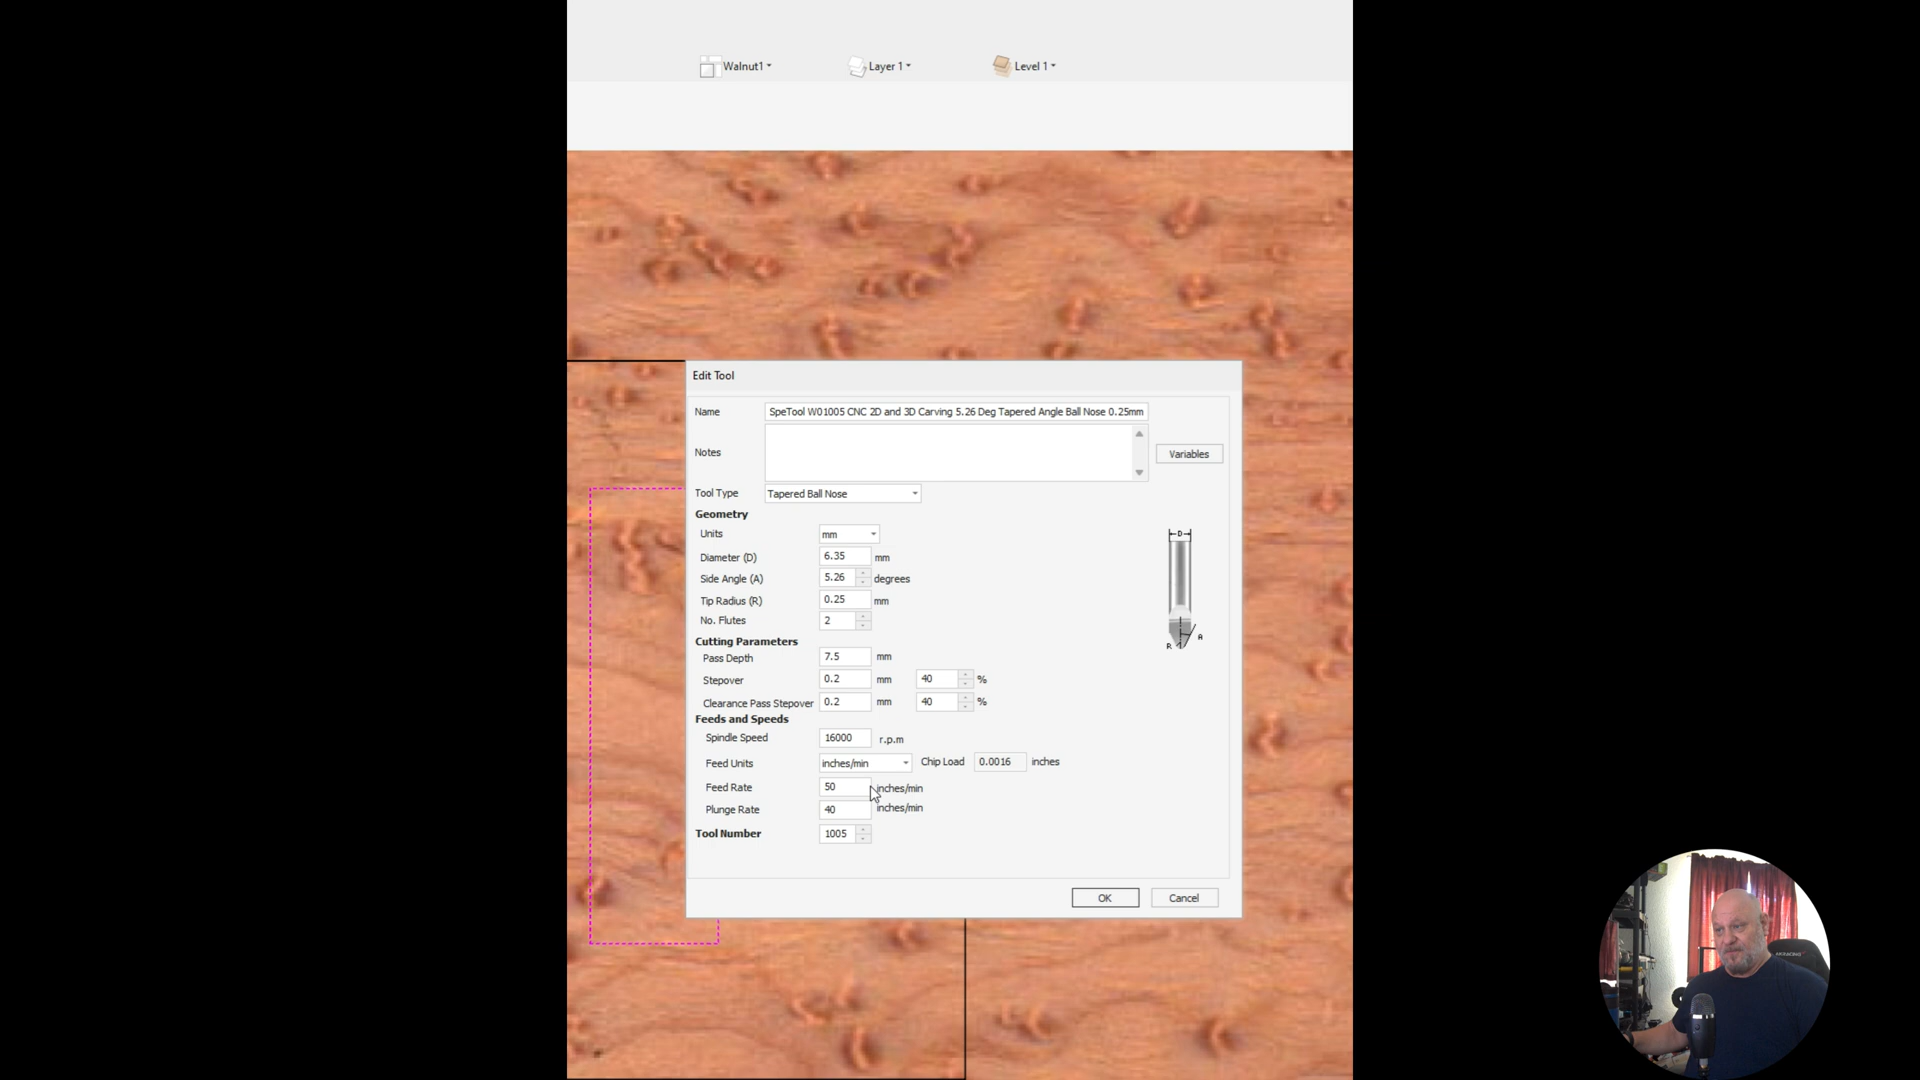 Walnut1
Layer 1
Level 1
Edit Tool
Name SpeTool W01005 CNC 2D and 3D Carving 5.26 Deg Tapered Angle Ball Nose 0.25mm
Notes
Variables
Tool Type Tapered Ball Nose
Geometry
Units mm
Diameter (D) 6.35 mm
Side Angle (A) 5.26 degrees
Tip Radius (R) 0.25 mm
No. Flutes 2
D
A
R
Cutting Parameters
Pass Depth 7.5 mm
Stepover 0.2 mm 40 %
Clearance Pass Stepover 0.2 mm 40 %
Feeds and Speeds
Spindle Speed 16000 r.p.m
Feed Units inches/min Chip Load 0.0016 inches
Feed Rate 50 inches/min
Plunge Rate 40 inches/min
Tool Number 1005
OK Cancel